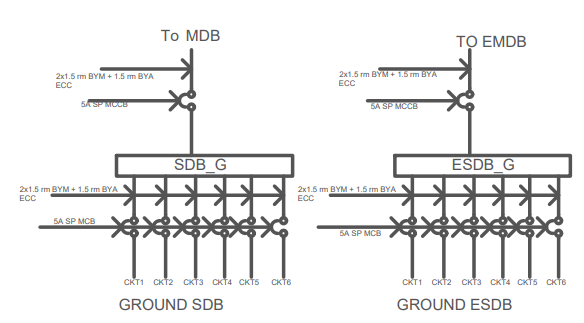 To MDB
2x1.5 rm BYM + 1.5 rm BYA
ECC
5A SP MCCB
SDB_G
2x1.5 rm BYM + 1.5 rm BYA
ECC
5A SP MCB
CKT1 CKT2 CKT3 CKT4 CKT5 CKT6
GROUND SDB
TO EMDB
2x1.5 rm BYM + 1.5 rm BYA
ECC
5A SP MCCB
ESDB_G
2x1.5 rm BYM + 1.5 rm BYA
ECC
5A SP MCB
CKT1 CKT2 CKT3 CKT4 CKT5 CKT6
GROUND ESDB